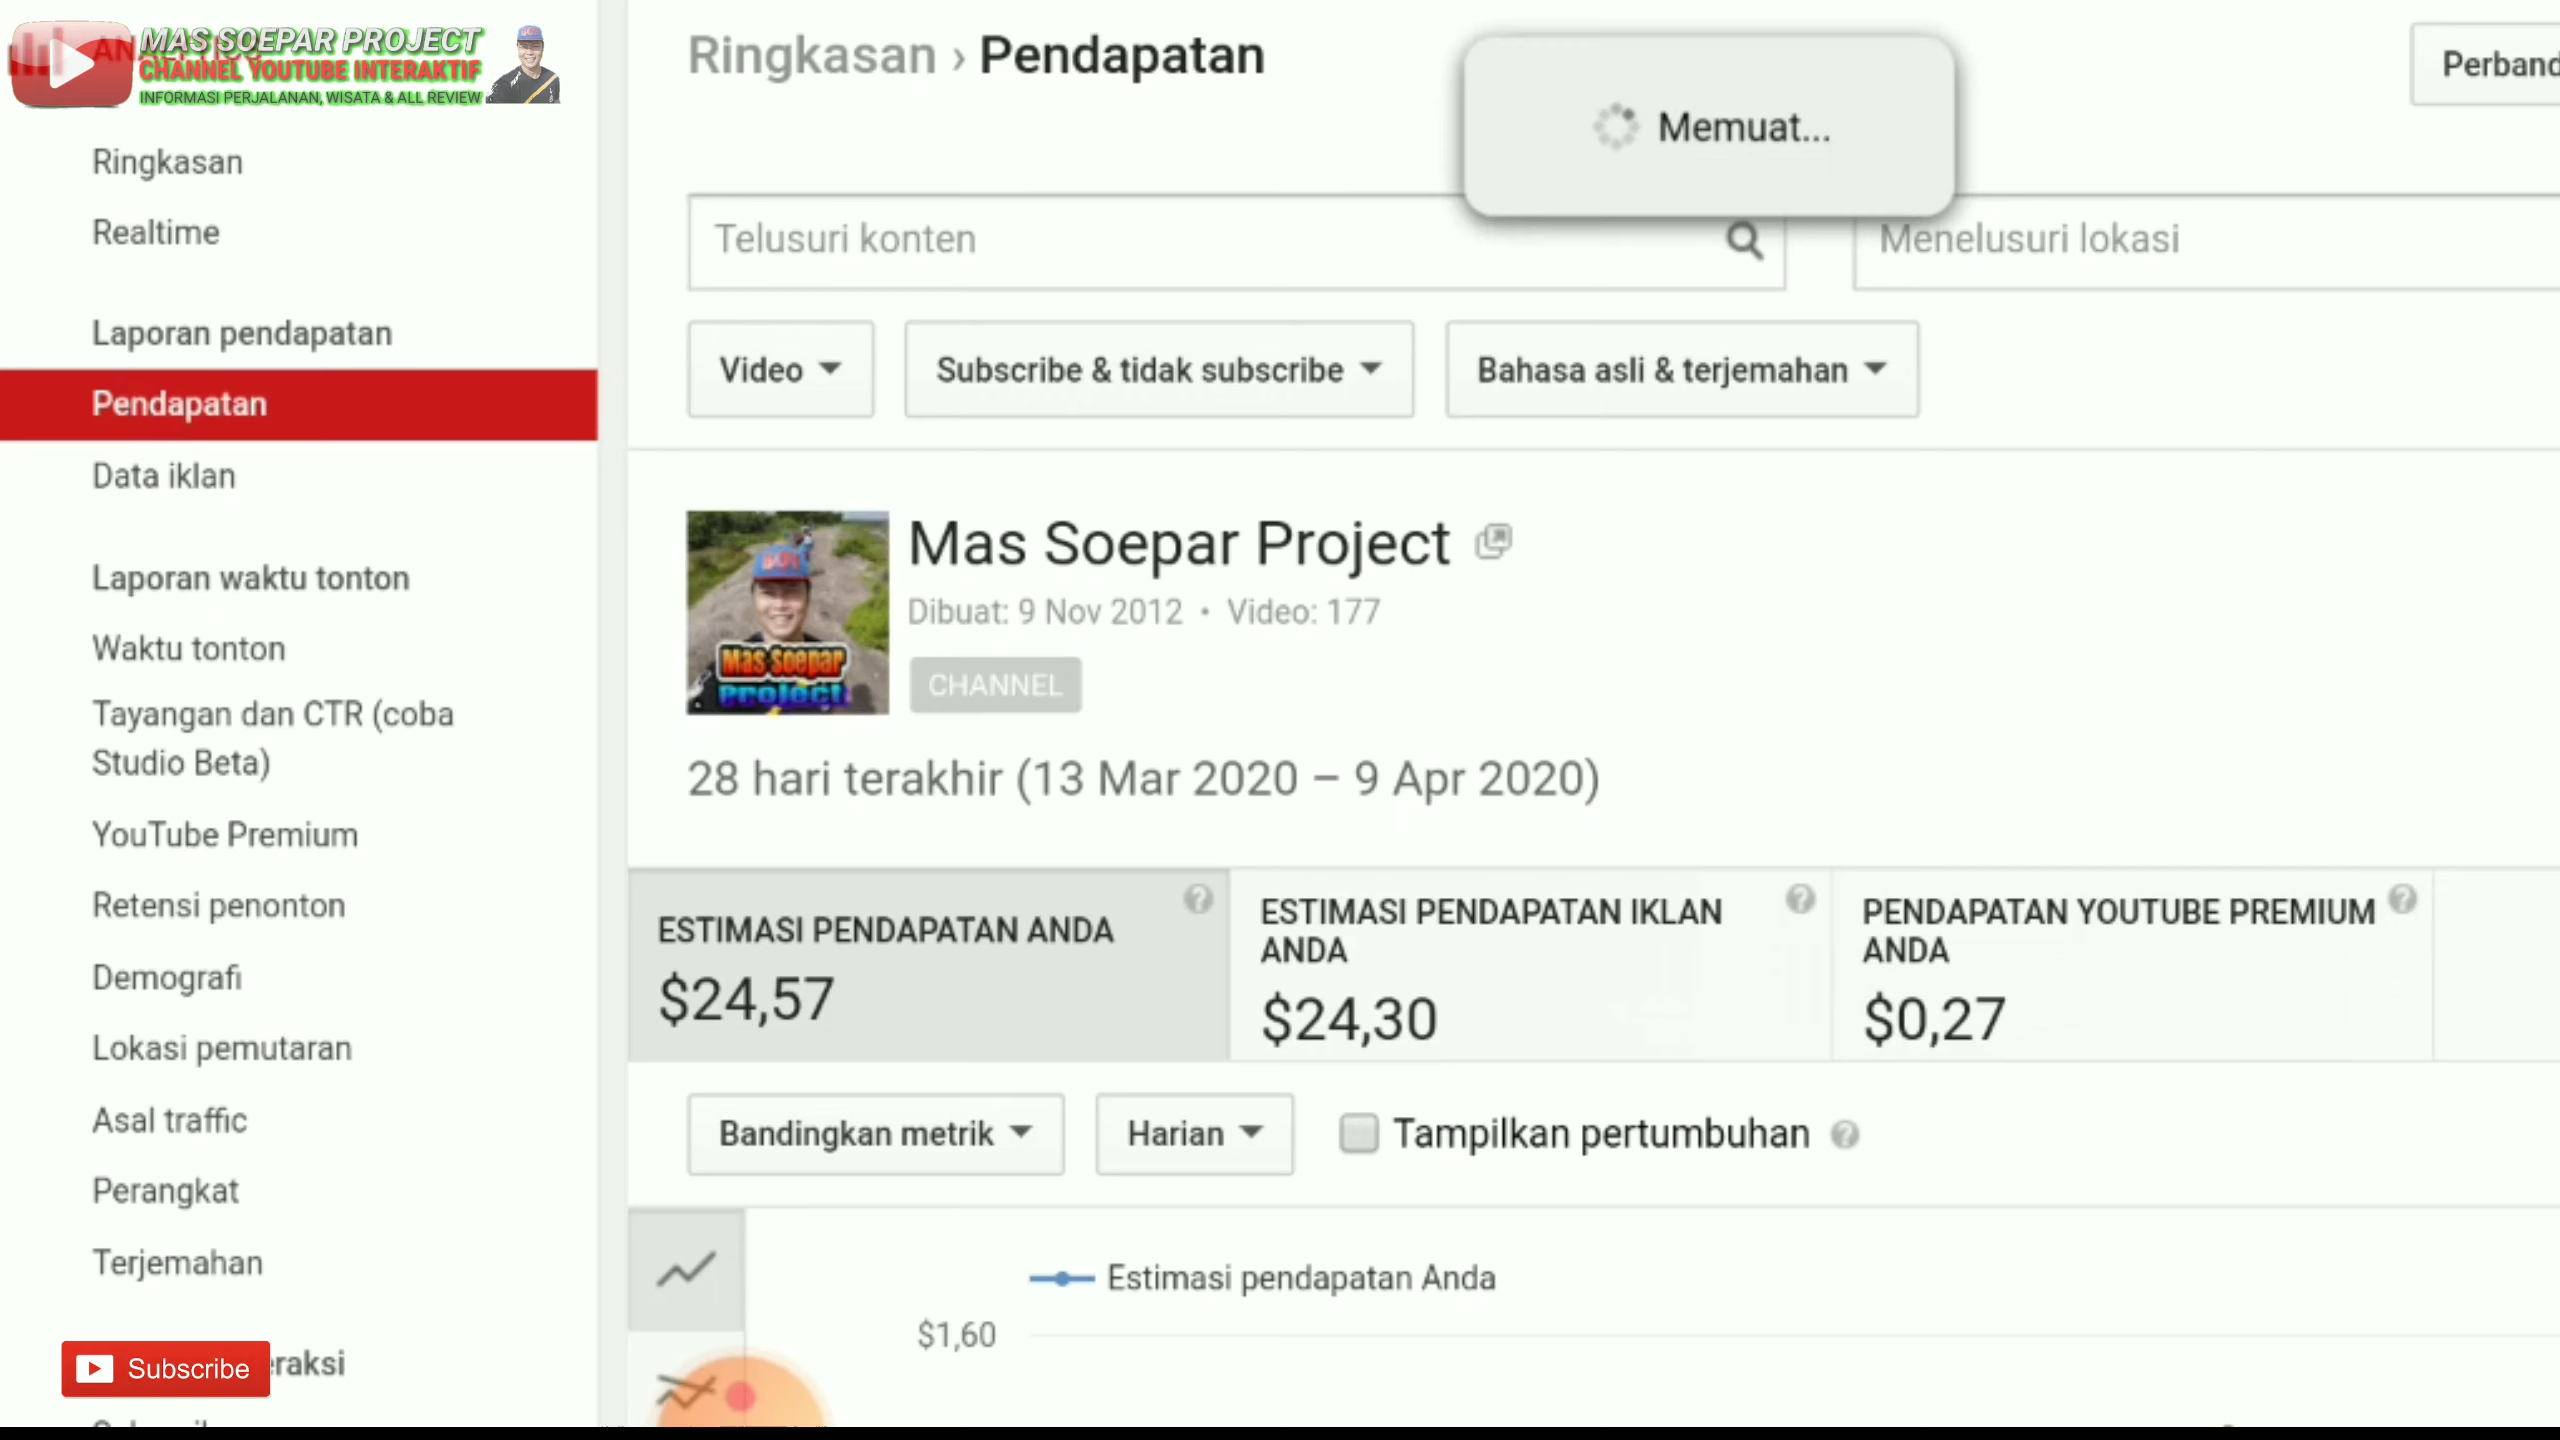 MAS SOEPAR PROJECT
CHANNEL YOUTUBE INTERAKTIF
INFORMASI PERJALANAN, WISATA & ALL REVIEW
Ringkasan
Realtime
Laporan pendapatan
Pendapatan
Data iklan
Laporan waktu tonton
Waktu tonton
Tayangan dan CTR (coba
Studio Beta)
YouTube Premium
Retensi penonton
Demografi
Lokasi pemutaran
Asal traffic
Perangkat
Terjemahan
Subscribe
eraksi
Ringkasan › Pendapatan
Memuat...
Perband
Telusuri konten
Menelusuri lokasi
Video
Subscribe & tidak subscribe
Bahasa asli & terjemahan
Mas Soepar
Project
Mas Soepar Project
Dibuat: 9 Nov 2012 • Video: 177
CHANNEL
28 hari terakhir (13 Mar 2020 – 9 Apr 2020)
ESTIMASI PENDAPATAN ANDA
$24,57
ESTIMASI PENDAPATAN IKLAN
ANDA
$24,30
PENDAPATAN YOUTUBE PREMIUM
ANDA
$0,27
Bandingkan metrik
Harian
Tampilkan pertumbuhan
Estimasi pendapatan Anda
$1,60